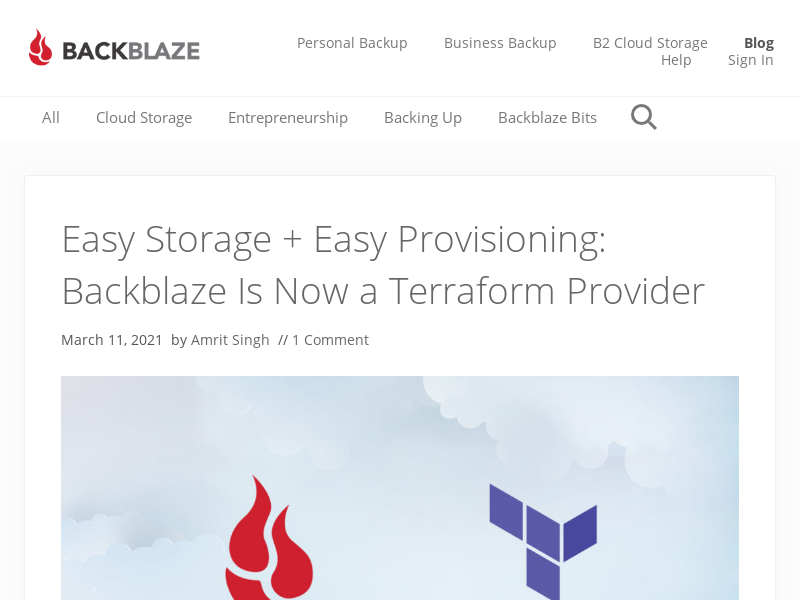 BACKBLAZE
Personal Backup Business Backup B2 Cloud Storage Blog
Help Sign In
All Cloud Storage Entrepreneurship Backing Up Backblaze Bits
Easy Storage + Easy Provisioning:
Backblaze Is Now a Terraform Provider
March 11, 2021 by Amrit Singh // 1 Comment